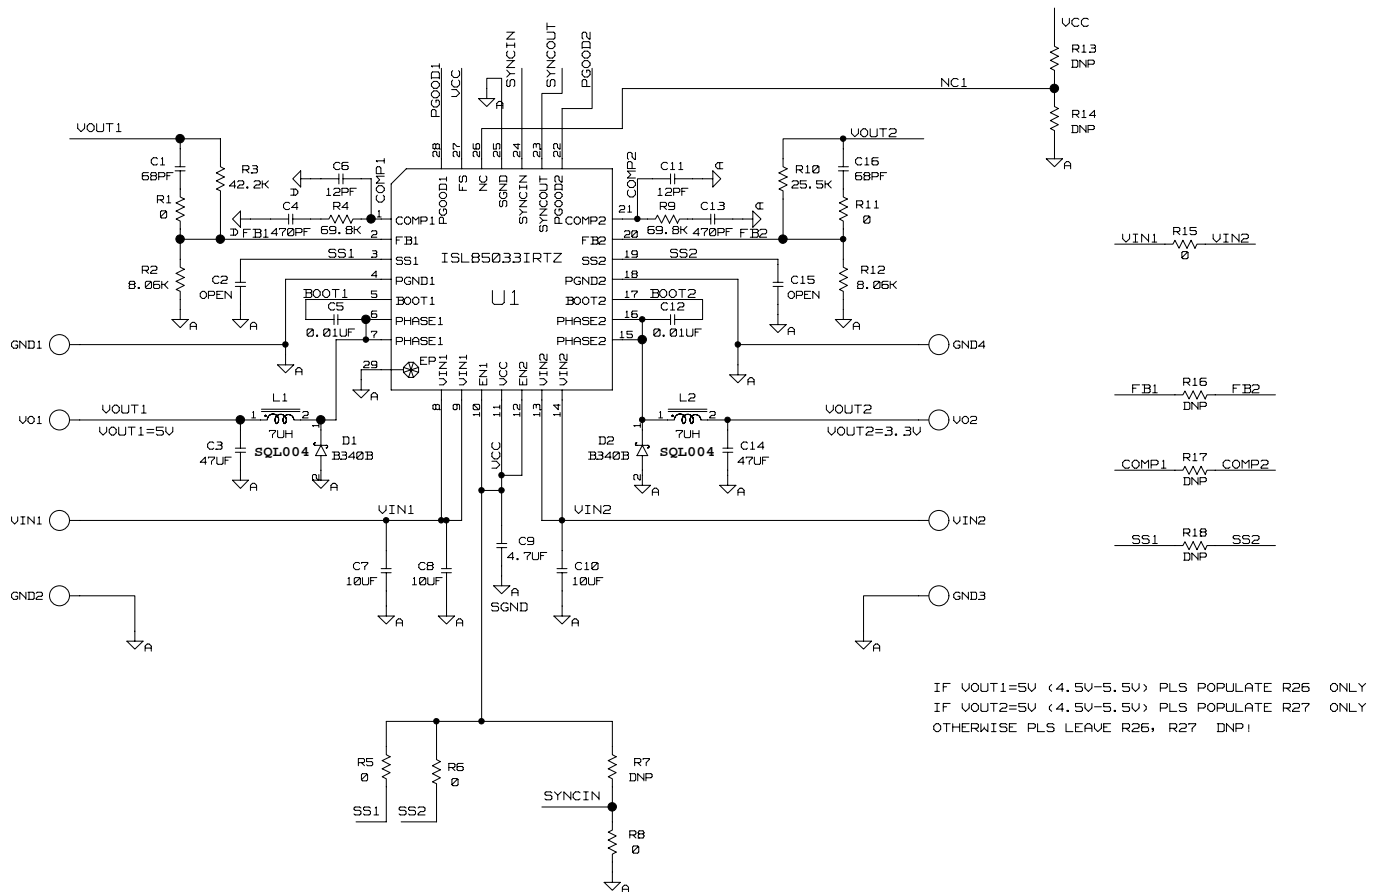 VCC
R13
DNP
NC1
R14
DNP
A
PGOOD1
VCC
A
SYNCIN
SYNCOUT
PGOOD2
VOUT1
C1
68PF
R3
42.2K
R1
0
C6
12PF
A
COMP1
C4
470PF
R4
69.8K
D
FB1
R2
8.06K
A
SS1
C2
OPEN
A
BOOT1
C5
0.01UF
A
28
27
26
25
24
23
22
PGOOD1
FS
NC
SGND
SYNCIN
SYNCOUT
PGOOD2
1
2
3
4
5
6
7
29
COMP1
FB1
SS1
PGND1
BOOT1
PHASE1
PHASE1
EP
A
ISL85033IRTZ
U1
COMP2
FB2
SS2
PGND2
BOOT2
PHASE2
PHASE2
21
20
19
18
17
16
15
VIN1
VIN1
EN1
VCC
EN2
VIN2
VIN2
8
9
10
11
12
13
14
COMP2
C11
12PF
A
R9
69.8K
C13
470PF
A
FB2
SS2
BOOT2
C12
0.01UF
VOUT2
R10
25.5K
C16
68PF
R11
0
R12
8.06K
A
C15
OPEN
A
A
GND1
GND4
VO1
VOUT1
VOUT1=5V
L1
1
2
7UH
SQL004
C3
47UF
A
1
D1
B340B
2
A
VCC
L2
1
2
7UH
SQL004
1
D2
B340B
2
A
C14
47UF
A
VOUT2
VOUT2=3.3V
VO2
VIN1
VIN1
VIN2
VIN2
C7
10UF
A
C8
10UF
A
C9
4.7UF
A
SGND
C10
10UF
A
GND2
A
GND3
A
VIN1
R15
0
VIN2
FB1
R16
DNP
FB2
COMP1
R17
DNP
COMP2
SS1
R18
DNP
SS2
IF VOUT1=5V (4.5V-5.5V) PLS POPULATE R26 ONLY
IF VOUT2=5V (4.5V-5.5V) PLS POPULATE R27 ONLY
OTHERWISE PLS LEAVE R26, R27 DNP!
R5
0
SS1
R6
0
SS2
R7
DNP
SYNCIN
R8
0
A